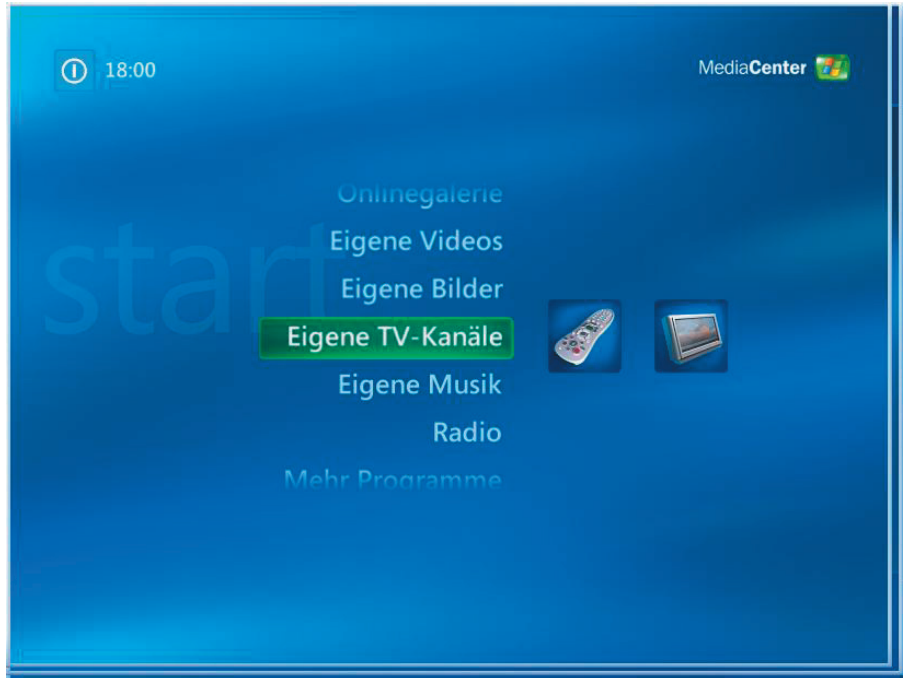 18:00
MediaCenter
start
Onlinegalerie
Eigene Videos
Eigene Bilder
Eigene TV-Kanäle
Eigene Musik
Radio
Mehr Programme